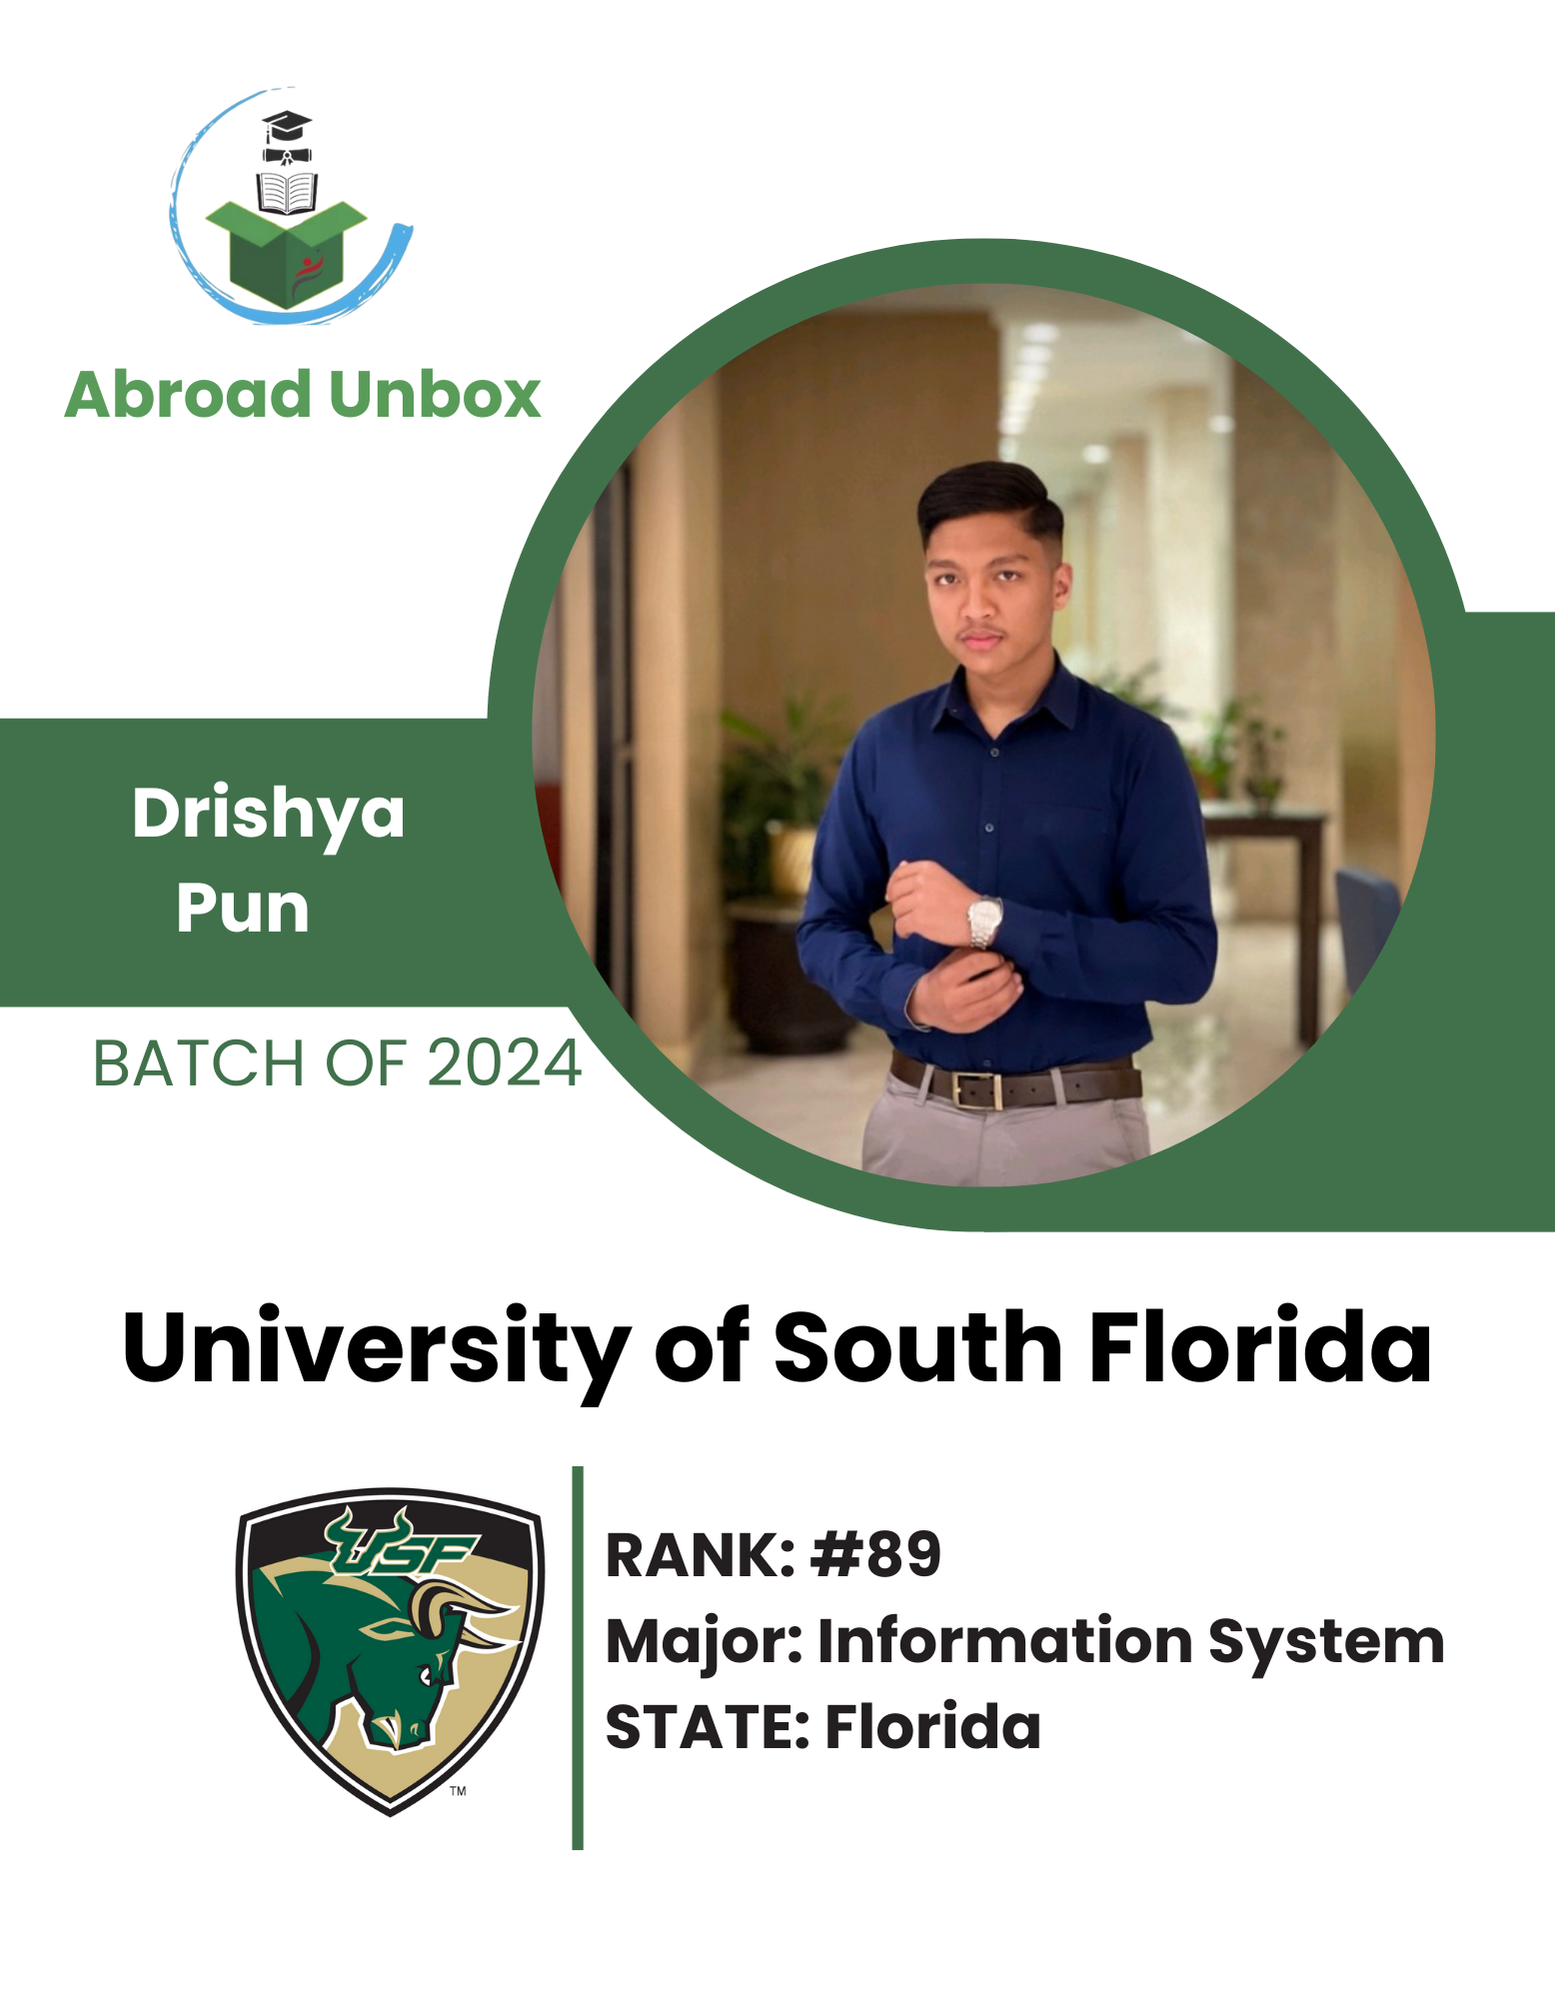 Abroad Unbox
Drishya
Pun
BATCH OF 2024
University of South Florida
USF
TM
RANK: #89
Major: Information System
STATE: Florida